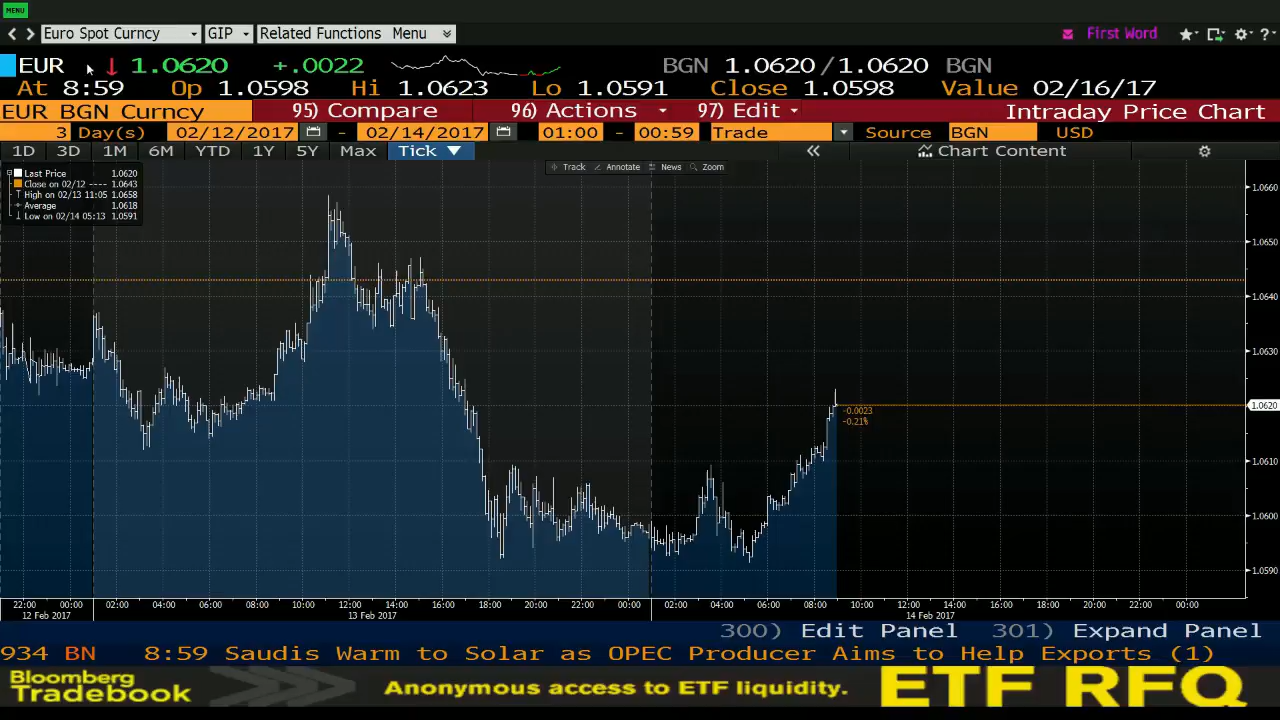 MENU
Euro Spot Curncy GIP Related Functions Menu First Word ?
EUR 1.0620 +.0022 BGN 1.0620/1.0620 BGN
At 8:59 Op 1.0598 Hi 1.0623 Lo 1.0591 Close 1.0598 Value 02/16/17
EUR BGN Curncy 95) Compare 96) Actions 97) Edit Intraday Price Chart
3 Day(s) 02/12/2017 - 02/14/2017 01:00 - 00:59 Trade Source BGN USD
1D 3D 1M 6M YTD 1Y 5Y Max Tick Chart Content
Track Annotate News Zoom
Last Price 1.0620
Close on 02/12 ---- 1.0643
High on 02/13 11:05 1.0658
Average 1.0618
Low on 02/14 05:13 1.0591
1.0660
1.0650
1.0640
1.0630
1.0620
-0.0023
-0.21%
1.0610
1.0600
1.0590
22:00 00:00 02:00 04:00 06:00 08:00 10:00 12:00 14:00 16:00 18:00 20:00 22:00 00:00 02:00 04:00 06:00 08:00 10:00 12:00 14:00 16:00 18:00 20:00 22:00 00:00
12 Feb 2017 13 Feb 2017 14 Feb 2017
300) Edit Panel 301) Expand Panel
934 BN 8:59 Saudis Warm to Solar as OPEC Producer Aims to Help Exports (1)
Bloomberg
Tradebook
Anonymous access to ETF liquidity.
ETF RFQ